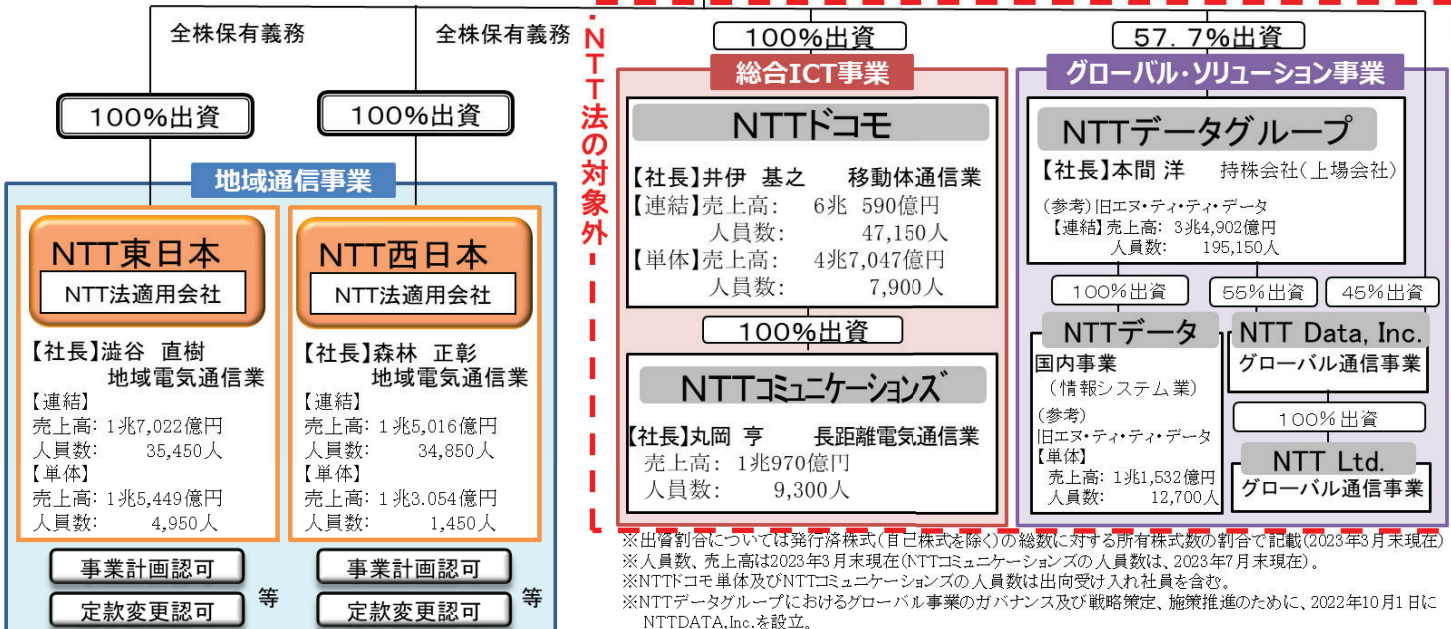 全株保有義務
全株保有義務
100%出資
100%出資
地域通信事業
NTT東日本
NTT法適用会社
【社長】澁谷 直樹
地域電気通信業
【連結】
売上高: 1兆7,022億円
人員数: 35,450人
【単体】
売上高: 1兆5,449億円
人員数: 4,950人
事業計画認可
定款変更認可
等
NTT西日本
NTT法適用会社
【社長】森林 正彰
地域電気通信業
【連結】
売上高: 1兆5,016億円
人員数: 34,850人
【単体】
売上高: 1兆3.054億円
人員数: 1,450人
事業計画認可
定款変更認可
等
NTT法の対象外
100%出資
総合ICT事業
NTTドコモ
【社長】井伊 基之 移動体通信業
【連結】売上高: 6兆 590億円
人員数: 47,150人
【単体】売上高: 4兆7,047億円
人員数: 7,900人
100%出資
NTTコミュニケーションズ
【社長】丸岡 亨 長距離電気通信業
売上高: 1兆970億円
人員数: 9,300人
57.7%出資
グローバル・ソリューション事業
NTTデータグループ
【社長】本間 洋 持株会社(上場会社)
(参考)旧エヌ・ティ・ティ・データ
【連結】売上高: 3兆4,902億円
人員数: 195,150人
100%出資
55%出資
45%出資
NTTデータ
国内事業
(情報システム業)
(参考)
旧エヌ・ティ・ティ・データ
【単体】
売上高: 1兆1,532億円
人員数: 12,700人
NTT Data, Inc.
グローバル通信事業
100%出資
NTT Ltd.
グローバル通信事業
※出資割合については発行済株式(自己株式を除く)の総数に対する所有株式数の割合で記載(2023年3月末現在)
※人員数、売上高は2023年3月末現在(NTTコミュニケーションズの人員数は、2023年7月末現在)。
※NTTドコモ単体及びNTTコミュニケーションズの人員数は出向受け入れ社員を含む。
※NTTデータグループにおけるグローバル事業のガバナンス及び戦略策定、施策推進のために、2022年10月1日に
NTTDATA,Inc.を設立。